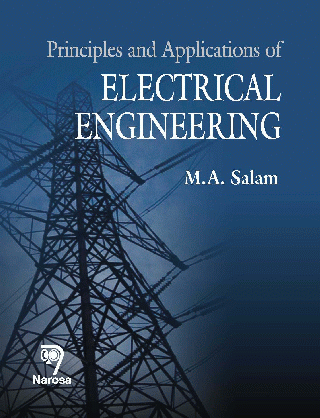 Principles and Applications of
ELECTRICAL
ENGINEERING
M.A. Salam
Narosa